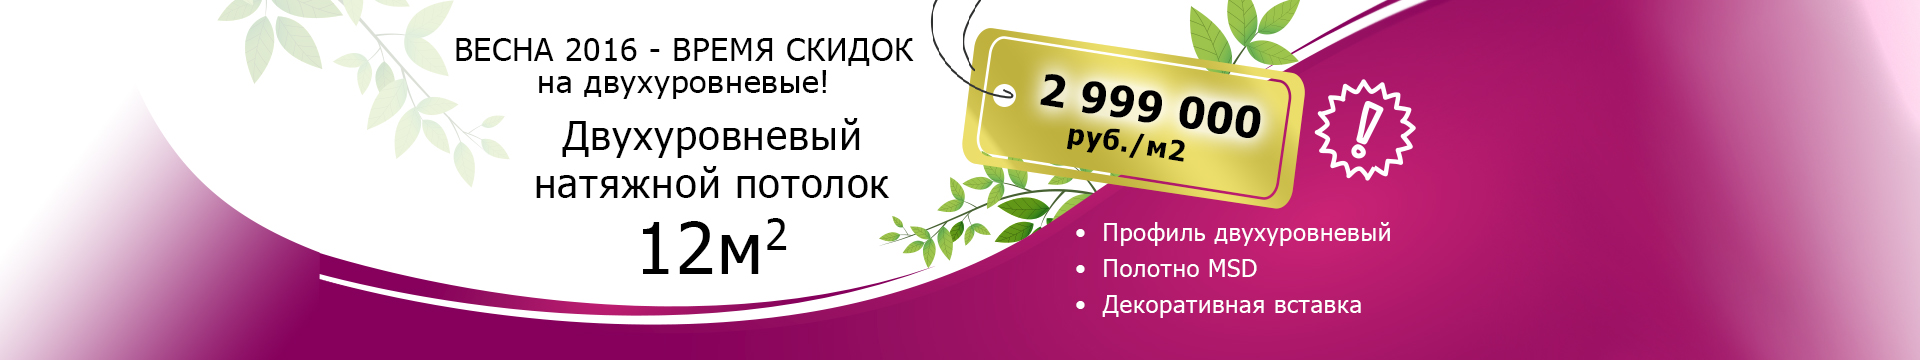 ВЕСНА 2016 - ВРЕМЯ СКИДОК
на двухуровневые!
Двухуровневый
натяжной потолок
12м²
2 999 000
руб./м2
!
• Профиль двухуровневый
• Полотно MSD
• Декоративная вставка